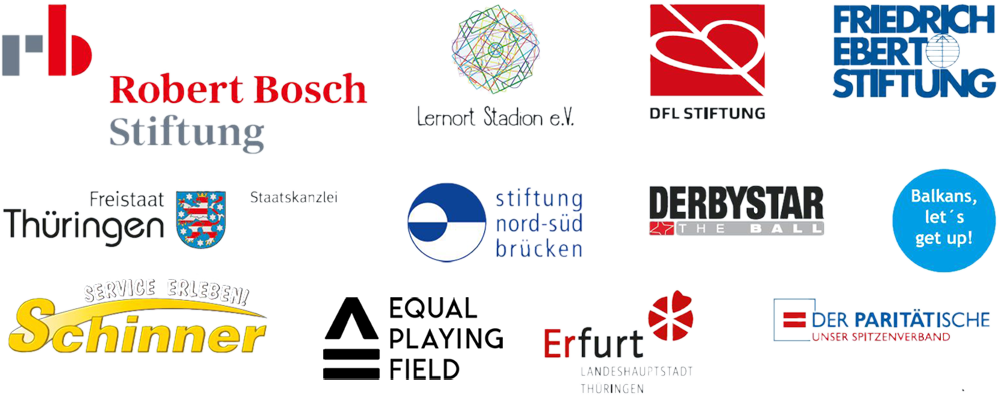 rb
Robert Bosch
Stiftung
Lernort Stadion e.V.
DFL STIFTUNG
FRIEDRICH
EBERT
STIFTUNG
Freistaat
Thüringen
Staatskanzlei
stiftung
nord-süd
brücken
DERBYSTAR
THE BALL
Balkans,
let´s
get up!
SERVICE ERLEBEN!
Schinner
EQUAL
PLAYING
FIELD
Erfurt
LANDESHAUPTSTADT
THÜRINGEN
DER PARITÄTISCHE
UNSER SPITZENVERBAND